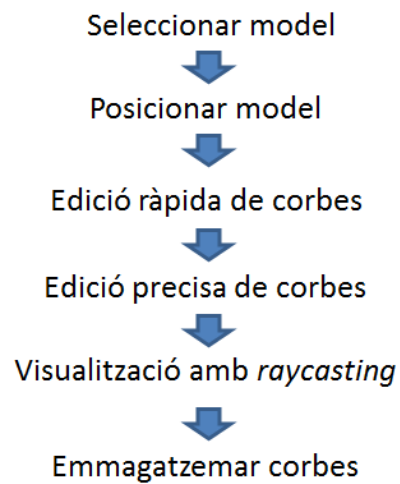 Seleccionar model
Posicionar model
Edició ràpida de corbes
Edició precisa de corbes
Visualització amb raycasting
Emmagatzemar corbes